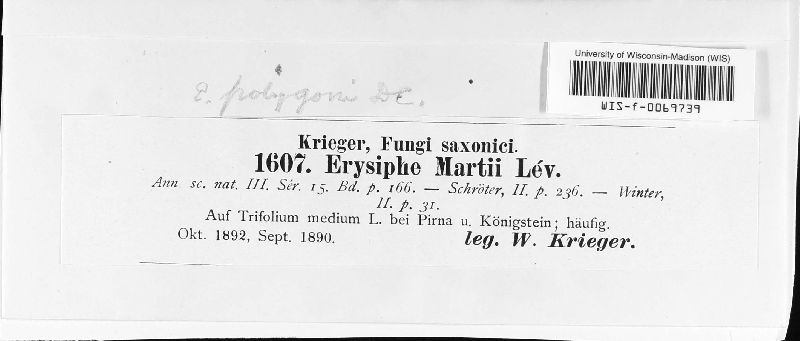 University of Wisconsin-Madison (WIS)
WIS-f-0069739
E. polygoni DC.
Krieger, Fungi saxonici.
1607. Erysiphe Martii Lév.
Ann sc. nat. III. Sér. 15. Bd. p. 166. — Schröter, II. p. 236. — Winter,
II. p. 31.
Auf Trifolium medium L. bei Pirna u. Königstein; häufig.
Okt. 1892, Sept. 1890. leg. W. Krieger.